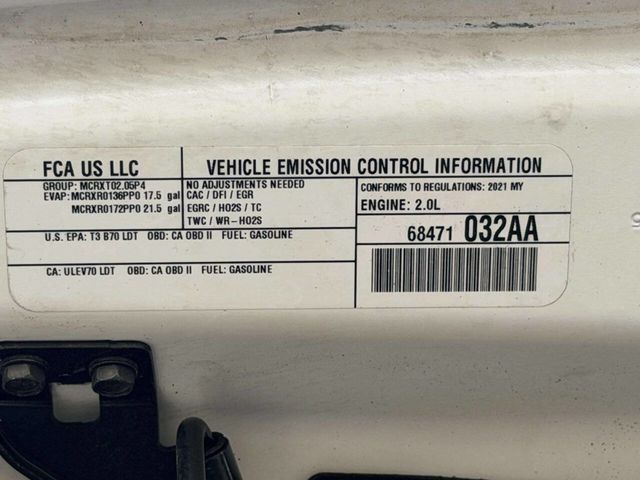 FCA US LLC
VEHICLE EMISSION CONTROL INFORMATION
GROUP: MCRXT02.05P4
EVAP: MCRXR0136PP0 17.5 gal
MCRXR0172PP0 21.5 gal
NO ADJUSTMENTS NEEDED
CAC / DFI / EGR
EGRC / HO2S / TC
TWC / WR-HO2S
CONFORMS TO REGULATIONS: 2021 MY
ENGINE: 2.0L
U.S. EPA: T3 B70 LDT OBD: CA OBD II FUEL: GASOLINE
68471 032AA
CA: ULEV70 LDT OBD: CA OBD II FUEL: GASOLINE